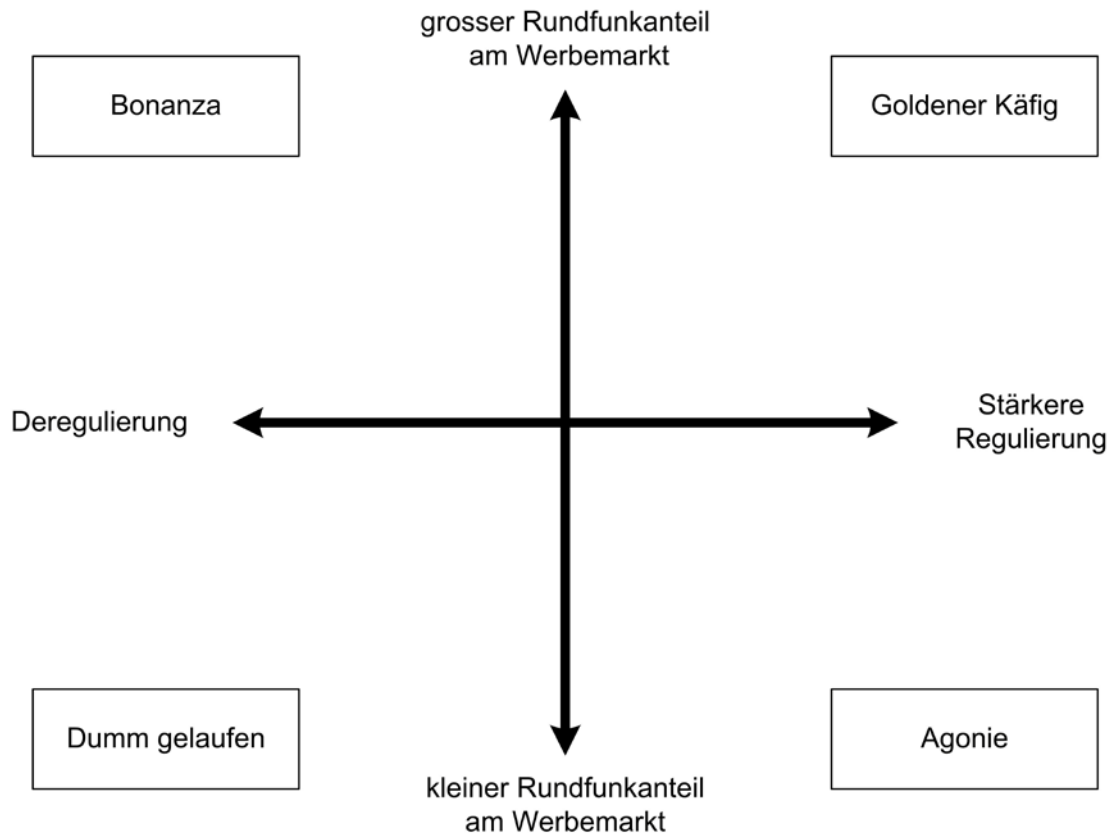 grosser Rundfunkanteil
am Werbemarkt
Bonanza
Goldener Käfig
Deregulierung
Stärkere
Regulierung
Dumm gelaufen
Agonie
kleiner Rundfunkanteil
am Werbemarkt